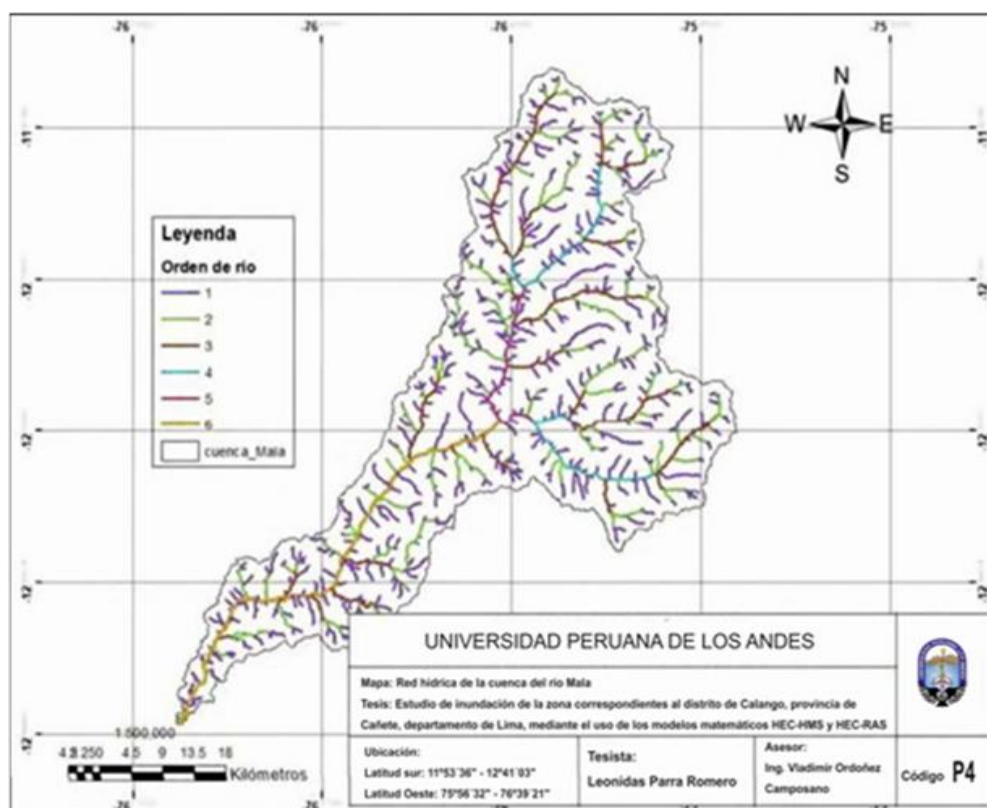 -76 -76 -76 -75 -75
N
W E
S
-11 -11
Leyenda
Orden de río
1
2
3
4
5
6
cuenca_Mala
-12 -12
-12 -12
-12 -12
-12
UNIVERSIDAD PERUANA DE LOS ANDES
Mapa: Red hídrica de la cuenca del río Mala
Tesis: Estudio de inundación de la zona correspondientes al distrito de Calango, provincia de
Cañete, departamento de Lima, mediante el uso de los modelos matemáticos HEC-HMS y HEC-RAS
Ubicación:
Latitud sur: 11°53´36" - 12°41´03"
Latitud Oeste: 75°56´32" - 76°39´21"
Tesista:
Leonidas Parra Romero
Asesor:
Ing. Vladimir Ordoñez
Camposano
Código P4
1:500,000
4.5 9 13.5 18
Kilómetros
-76 -76 -76 -75 -75